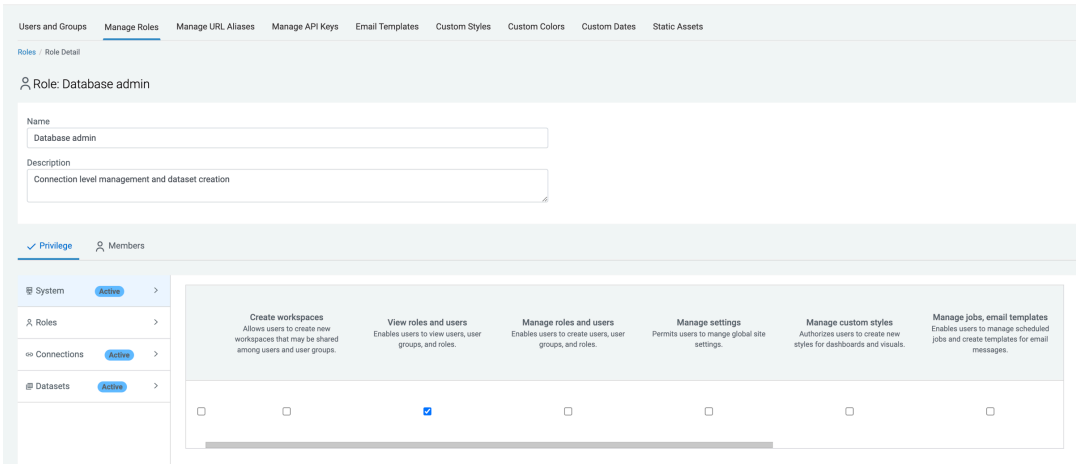 Users and Groups Manage Roles Manage URL Aliases Manage API Keys Email Templates Custom Styles Custom Colors Custom Dates Static Assets
Roles / Role Detail
Role: Database admin
Name
Database admin
Description
Connection level management and dataset creation
Privilege Members
System Active
Roles
Connections Active
Datasets Active
Create workspaces
Allows users to create new
workspaces that may be shared
among users and user groups.
View roles and users
Enables users to view users, user
groups, and roles.
Manage roles and users
Enables users to create users, user
groups, and roles.
Manage settings
Permits users to mange global site
settings.
Manage custom styles
Authorizes users to create new
styles for dashboards and visuals.
Manage jobs, email templates
Enables users to manage scheduled
jobs and create templates for email
messages.